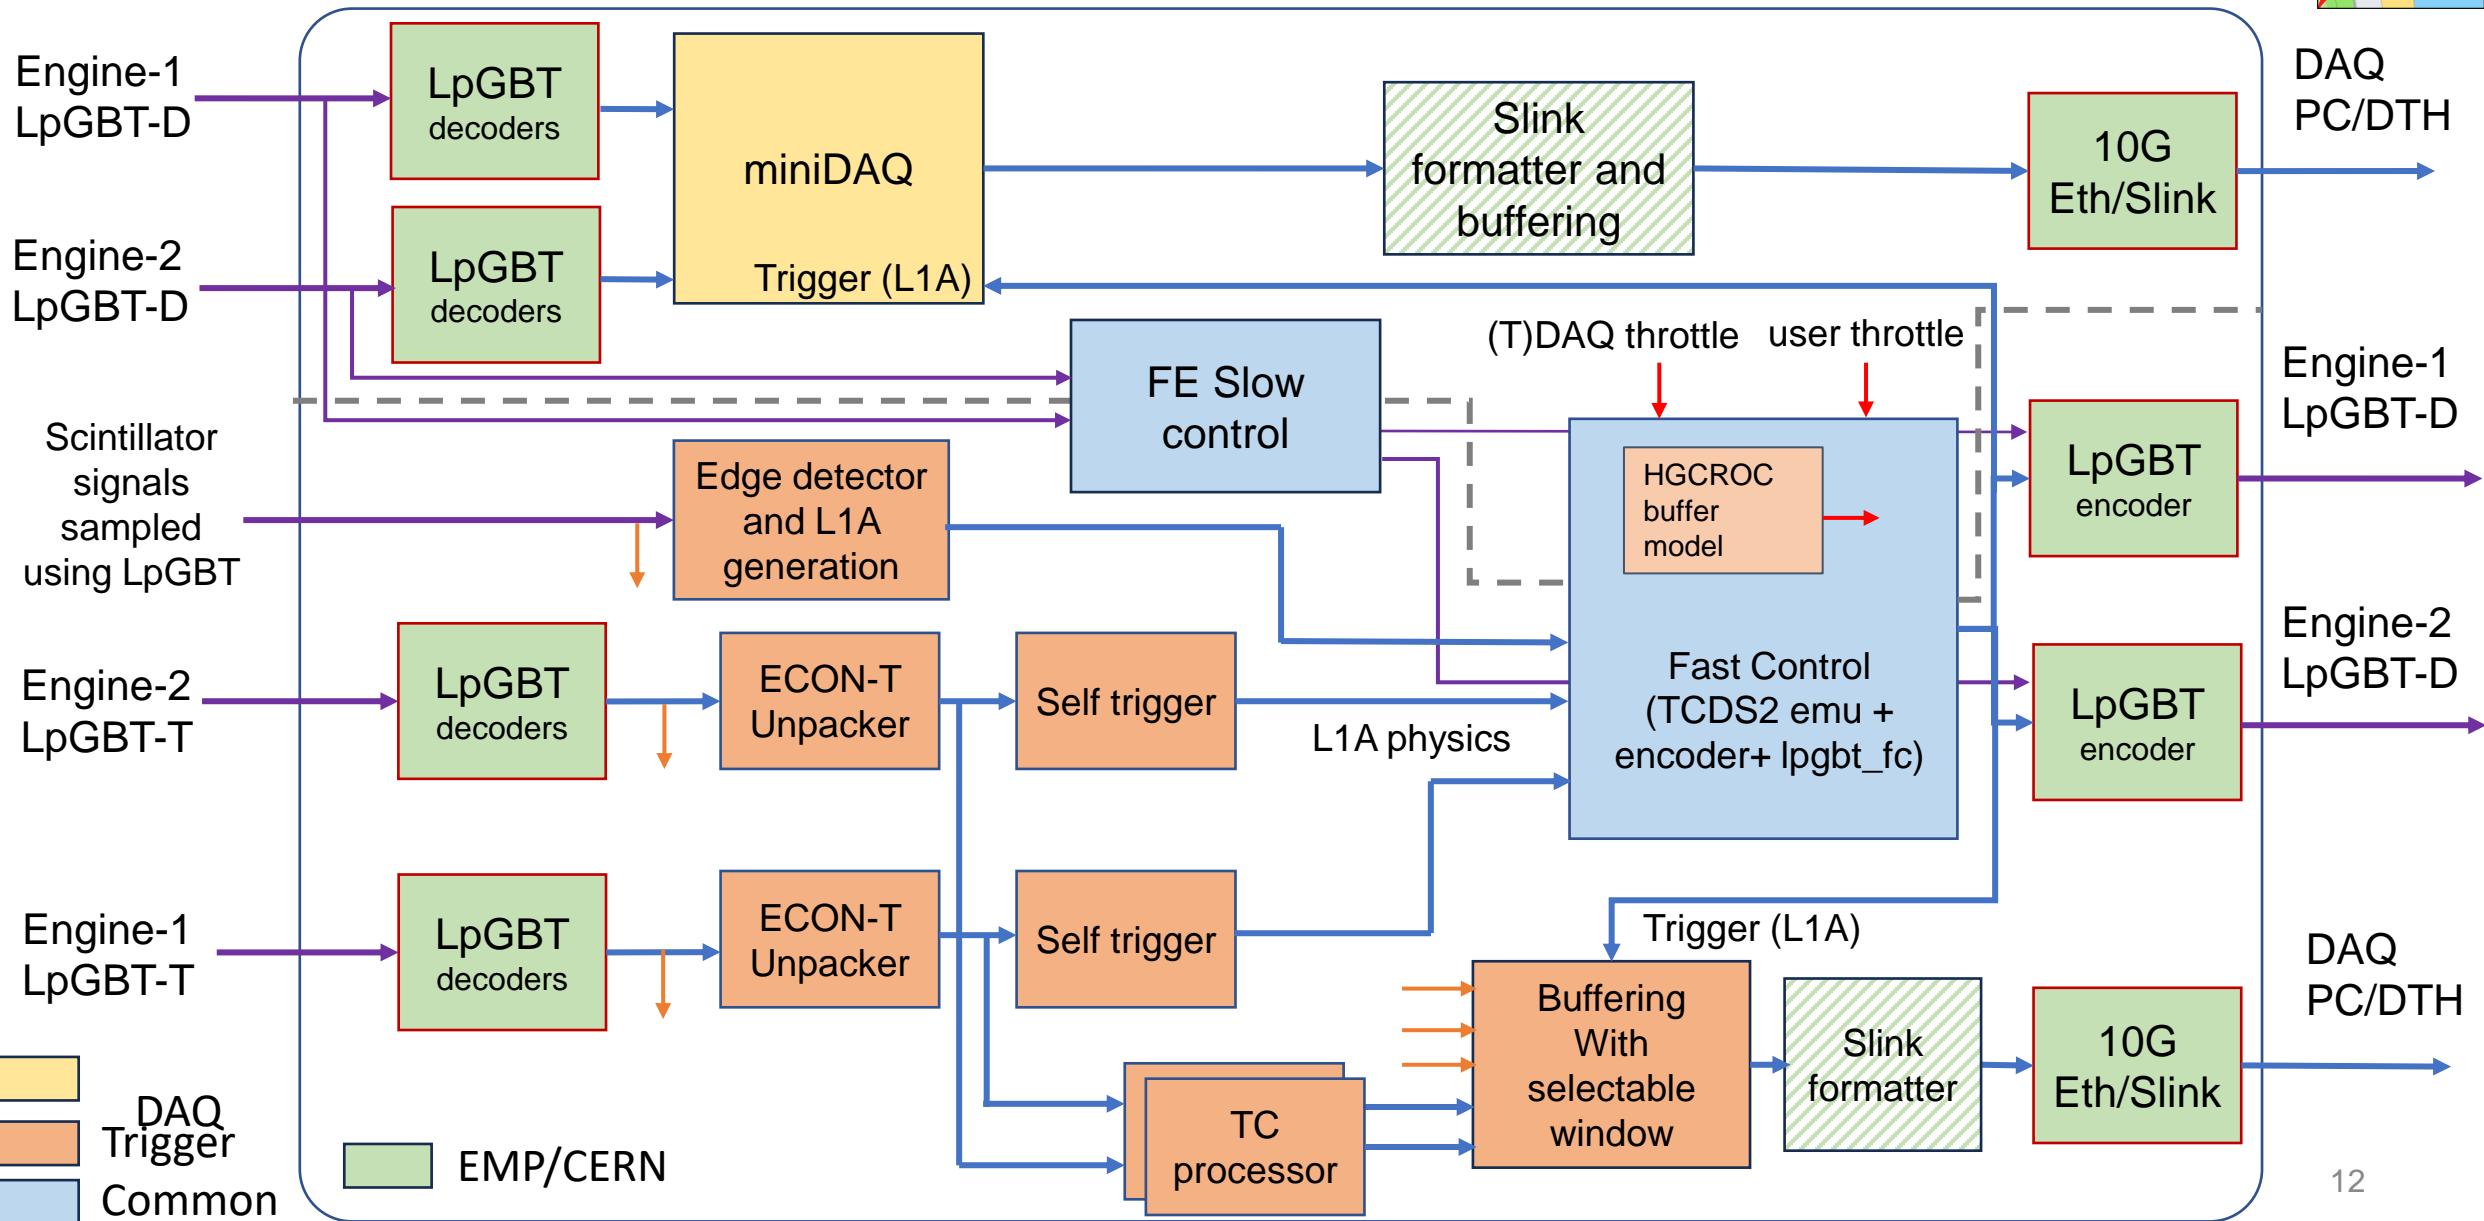 Engine-1
LpGBT-D
LpGBT
decoders
miniDAQ
Trigger (L1A)
Slink
formatter and
buffering
10G
Eth/Slink
DAQ
PC/DTH
Engine-2
LpGBT-D
LpGBT
decoders
FE Slow
control
(T)DAQ throttle
user throttle
Engine-1
LpGBT-D
LpGBT
encoder
Scintillator
signals
sampled
using LpGBT
Edge detector
and L1A
generation
HGCROC
buffer
model
Fast Control
(TCDS2 emu +
encoder+ lpgbt_fc)
Engine-2
LpGBT-D
LpGBT
encoder
Engine-2
LpGBT-T
LpGBT
decoders
ECON-T
Unpacker
Self trigger
L1A physics
Engine-1
LpGBT-T
LpGBT
decoders
ECON-T
Unpacker
Self trigger
Trigger (L1A)
TC
processor
Buffering
With
selectable
window
Slink
formatter
10G
Eth/Slink
DAQ
PC/DTH
DAQ
Trigger
Common
EMP/CERN
12